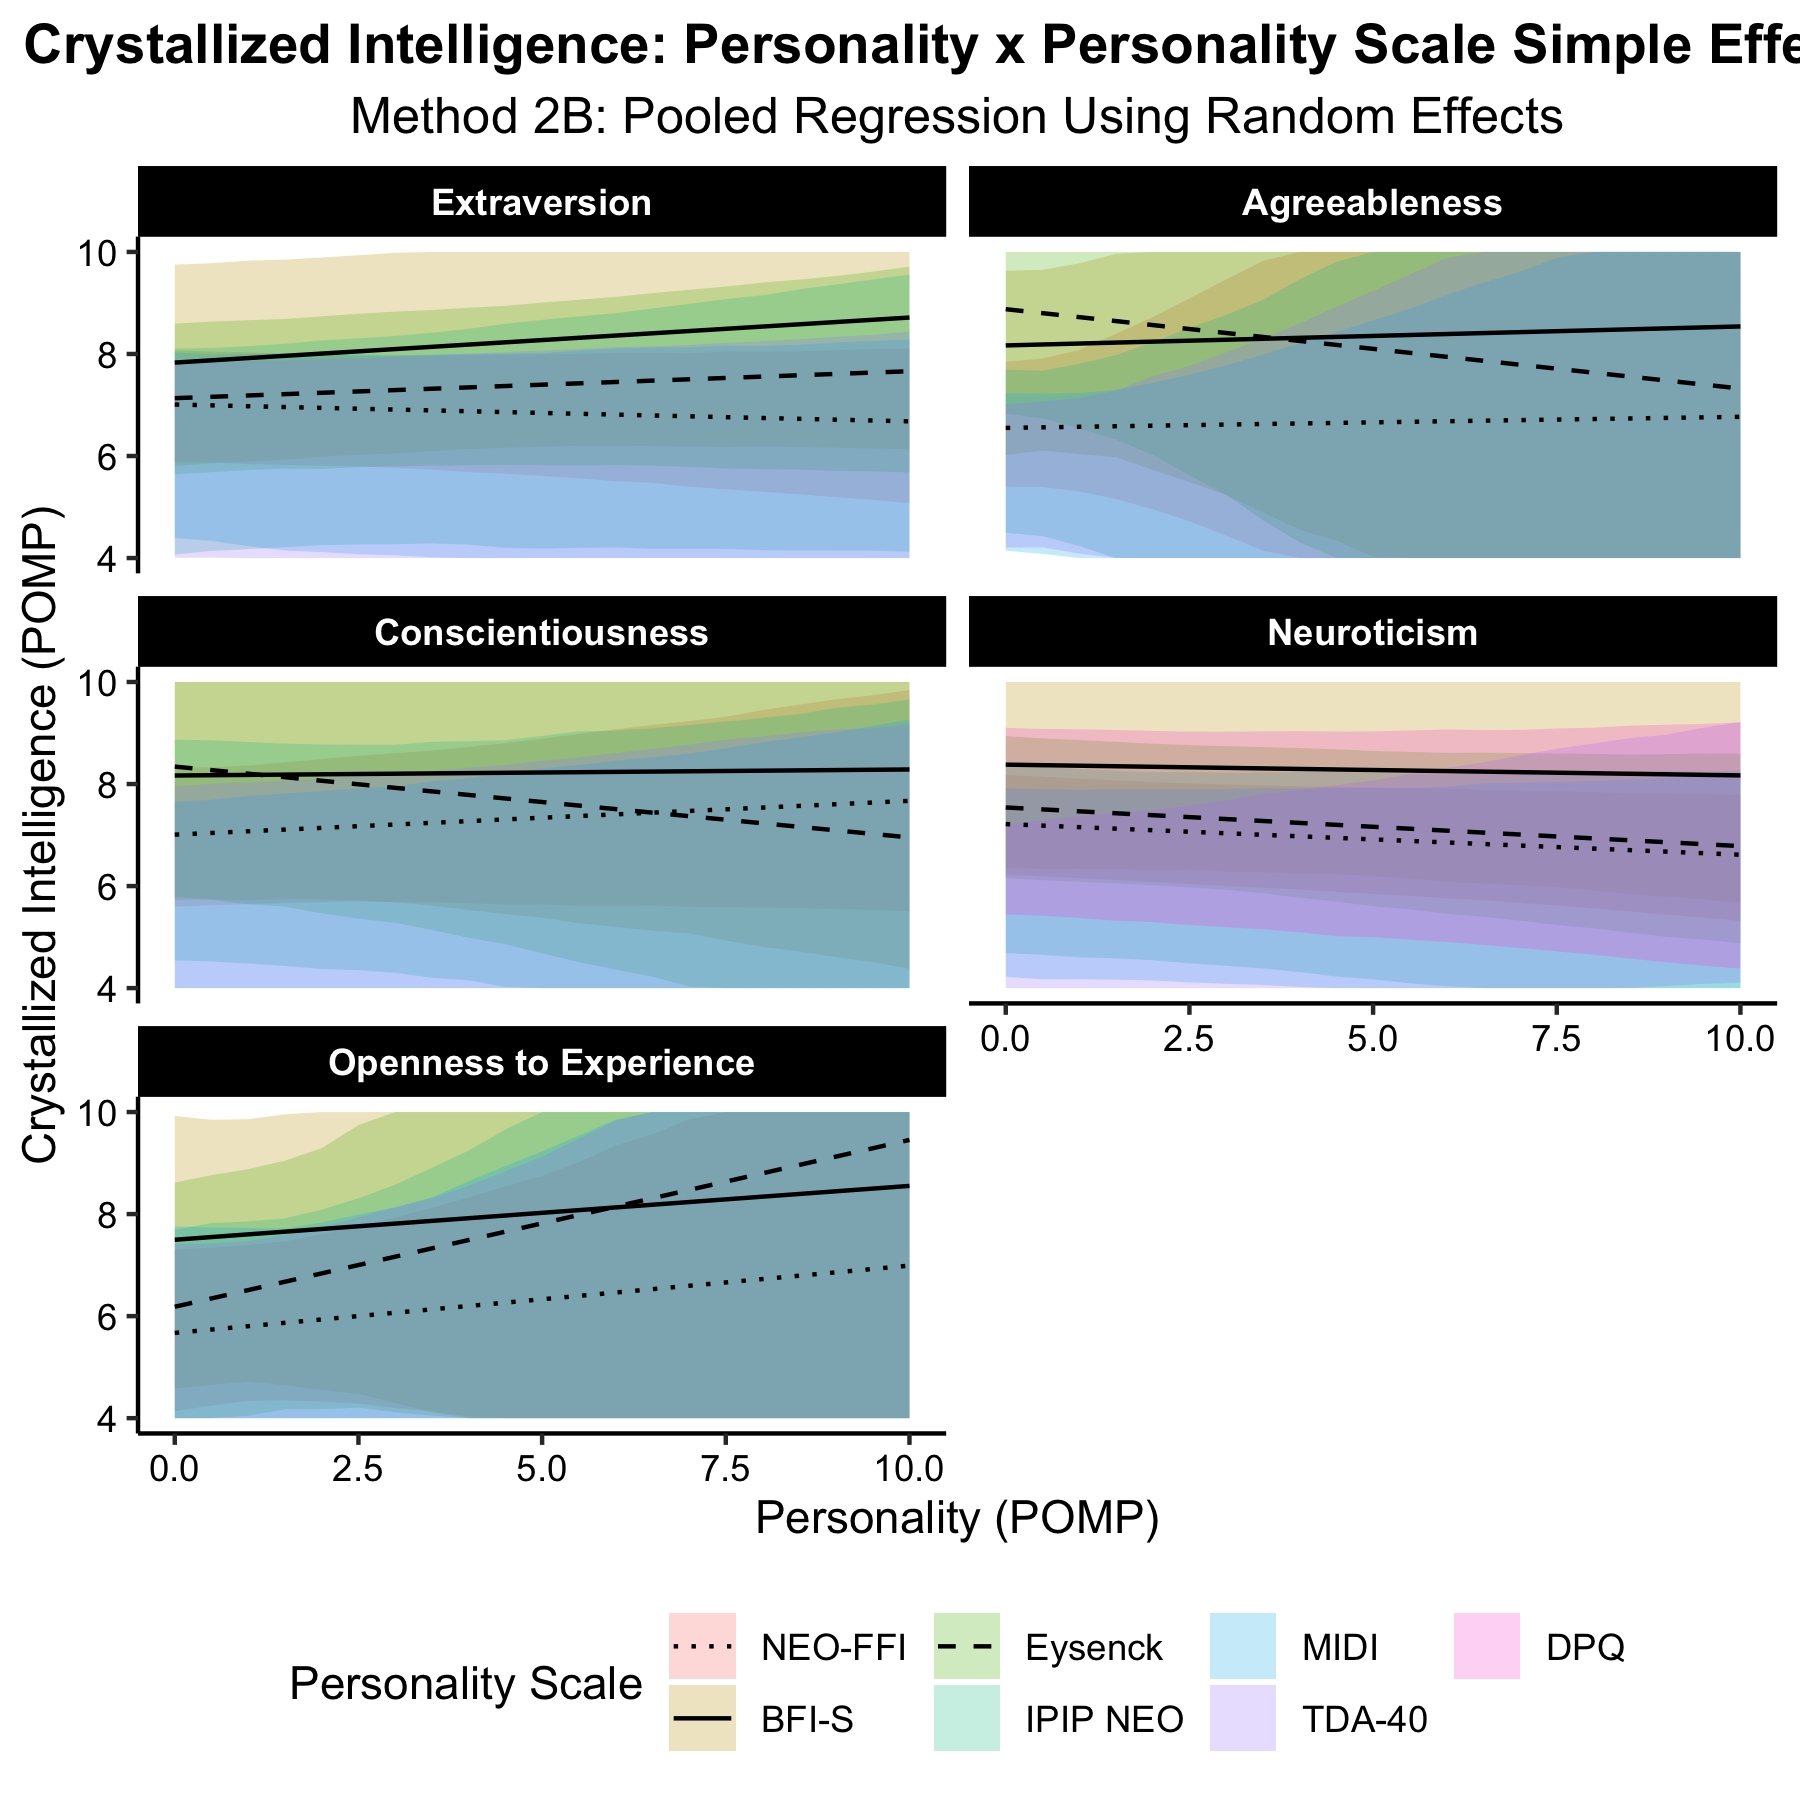 Crystallized Intelligence: Personality x Personality Scale Simple Effe
Method 2B: Pooled Regression Using Random Effects
Extraversion
Agreeableness
10
8
6
4
Conscientiousness
Neuroticism
10
8
6
4
0.0 2.5 5.0 7.5 10.0
Openness to Experience
10
8
6
4
0.0 2.5 5.0 7.5 10.0
Crystallized Intelligence (POMP)
Personality (POMP)
Personality Scale
NEO-FFI Eysenck MIDI DPQ
BFI-S IPIP NEO TDA-40